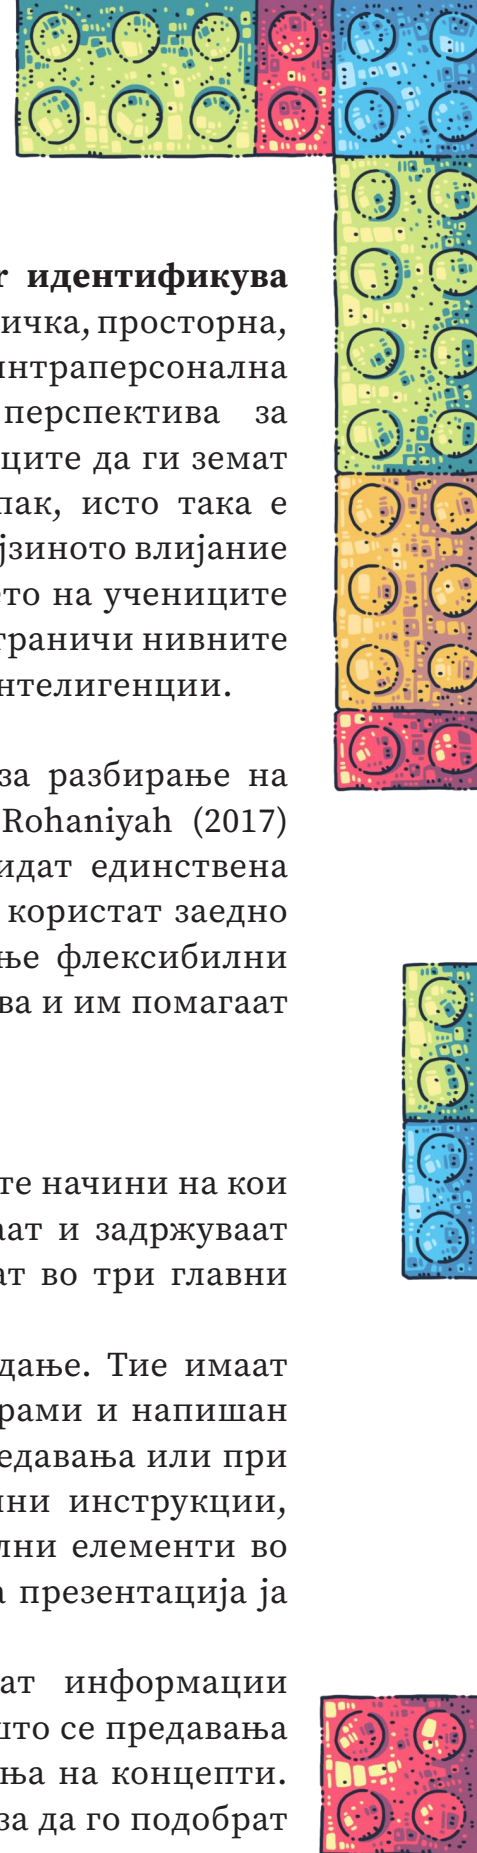 r идентификува
ичка, просторна,
интраперсонална
перспектива за
ците да ги земат
пак, исто така е
јзиното влијание
то на учениците
граничи нивните
нтелигенции.
за разбирање на
Rohaniyah (2017)
идат единствена
користат заедно
ње флексибилни
ва и им помагаат
те начини на кои
аат и задржуваат
ат во три главни
дање. Тие имаат
рами и напишан
едавања или при
ни инструкции,
лни елементи во
а презентација ја
ат информации
што се предавања
ња на концепти.
за да го подобрат